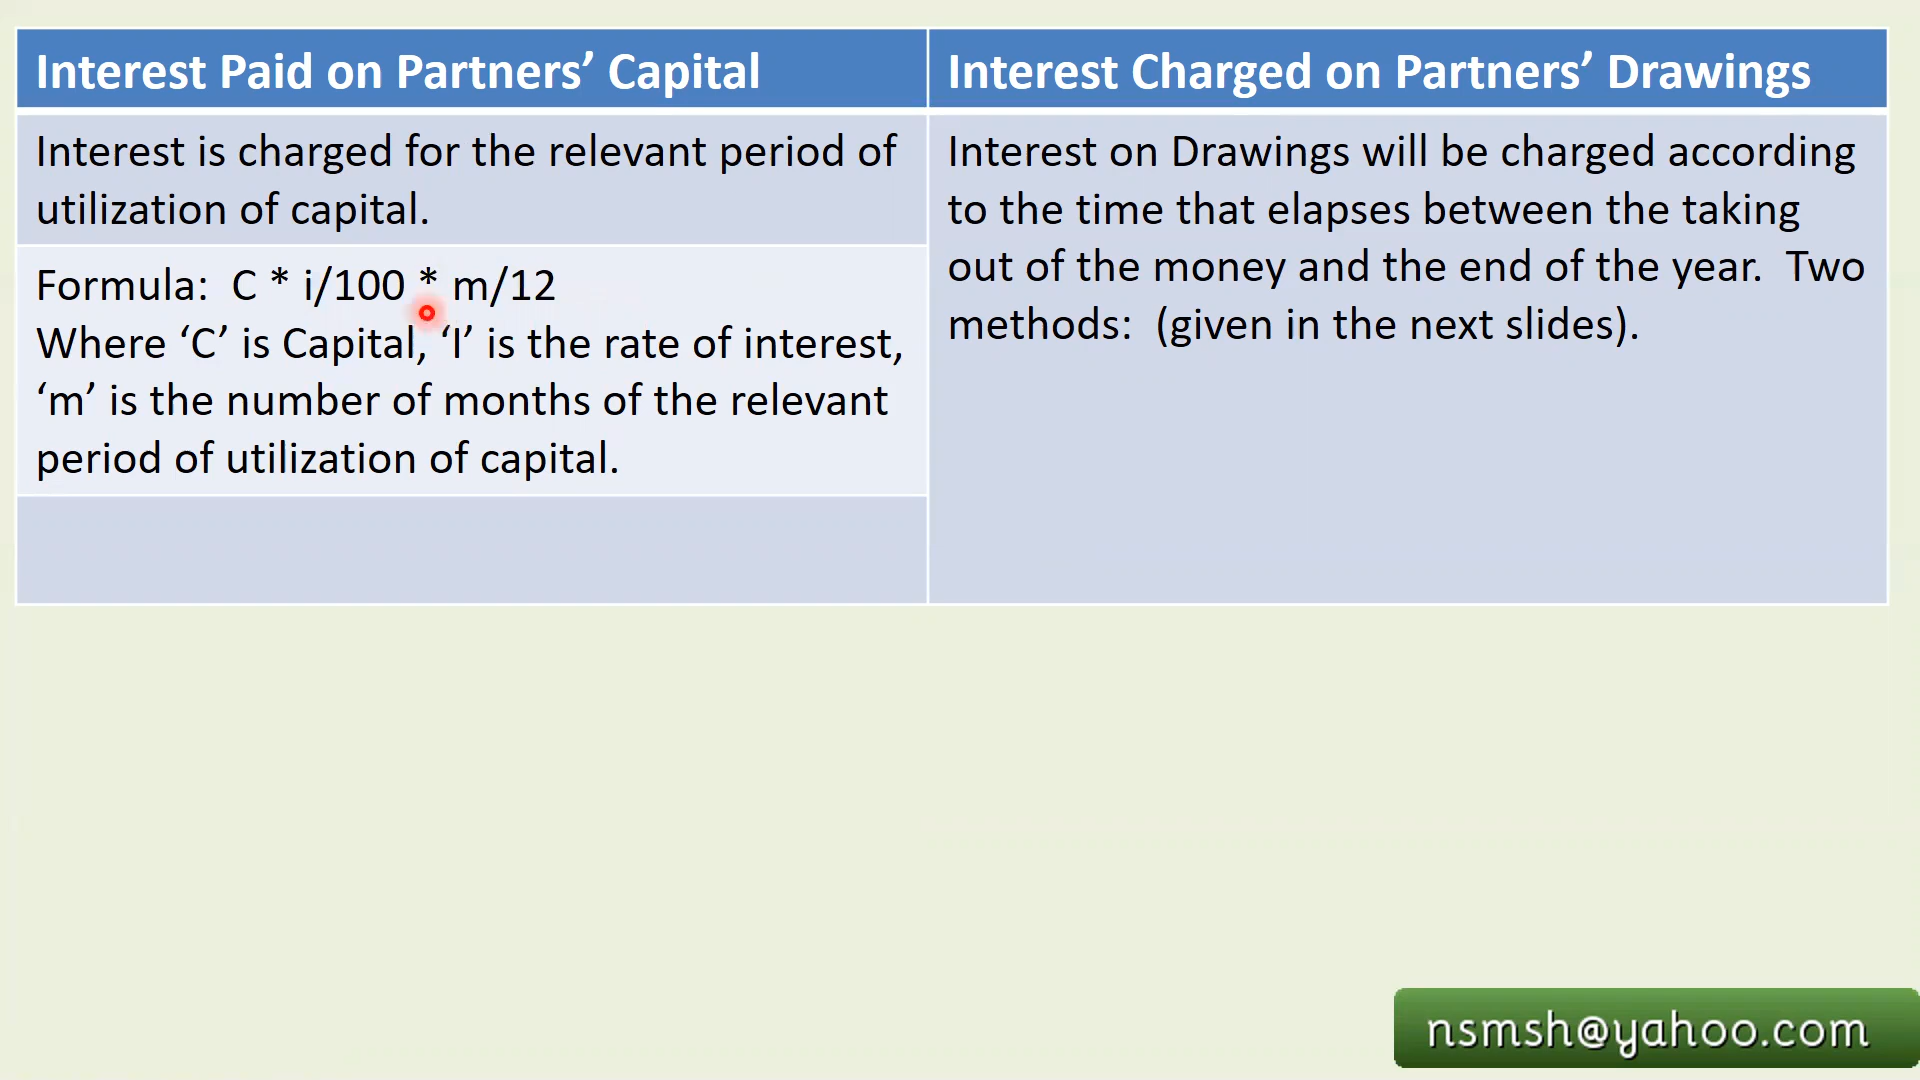 Interest Paid on Partners’ Capital
Interest is charged for the relevant period of
utilization of capital.
Formula:  C * i/100 * m/12
Where ‘C’ is Capital, ‘I’ is the rate of interest,
‘m’ is the number of months of the relevant
period of utilization of capital.
Interest Charged on Partners’ Drawings
Interest on Drawings will be charged according
to the time that elapses between the taking
out of the money and the end of the year.  Two
methods:  (given in the next slides).
nsmsh@yahoo.com